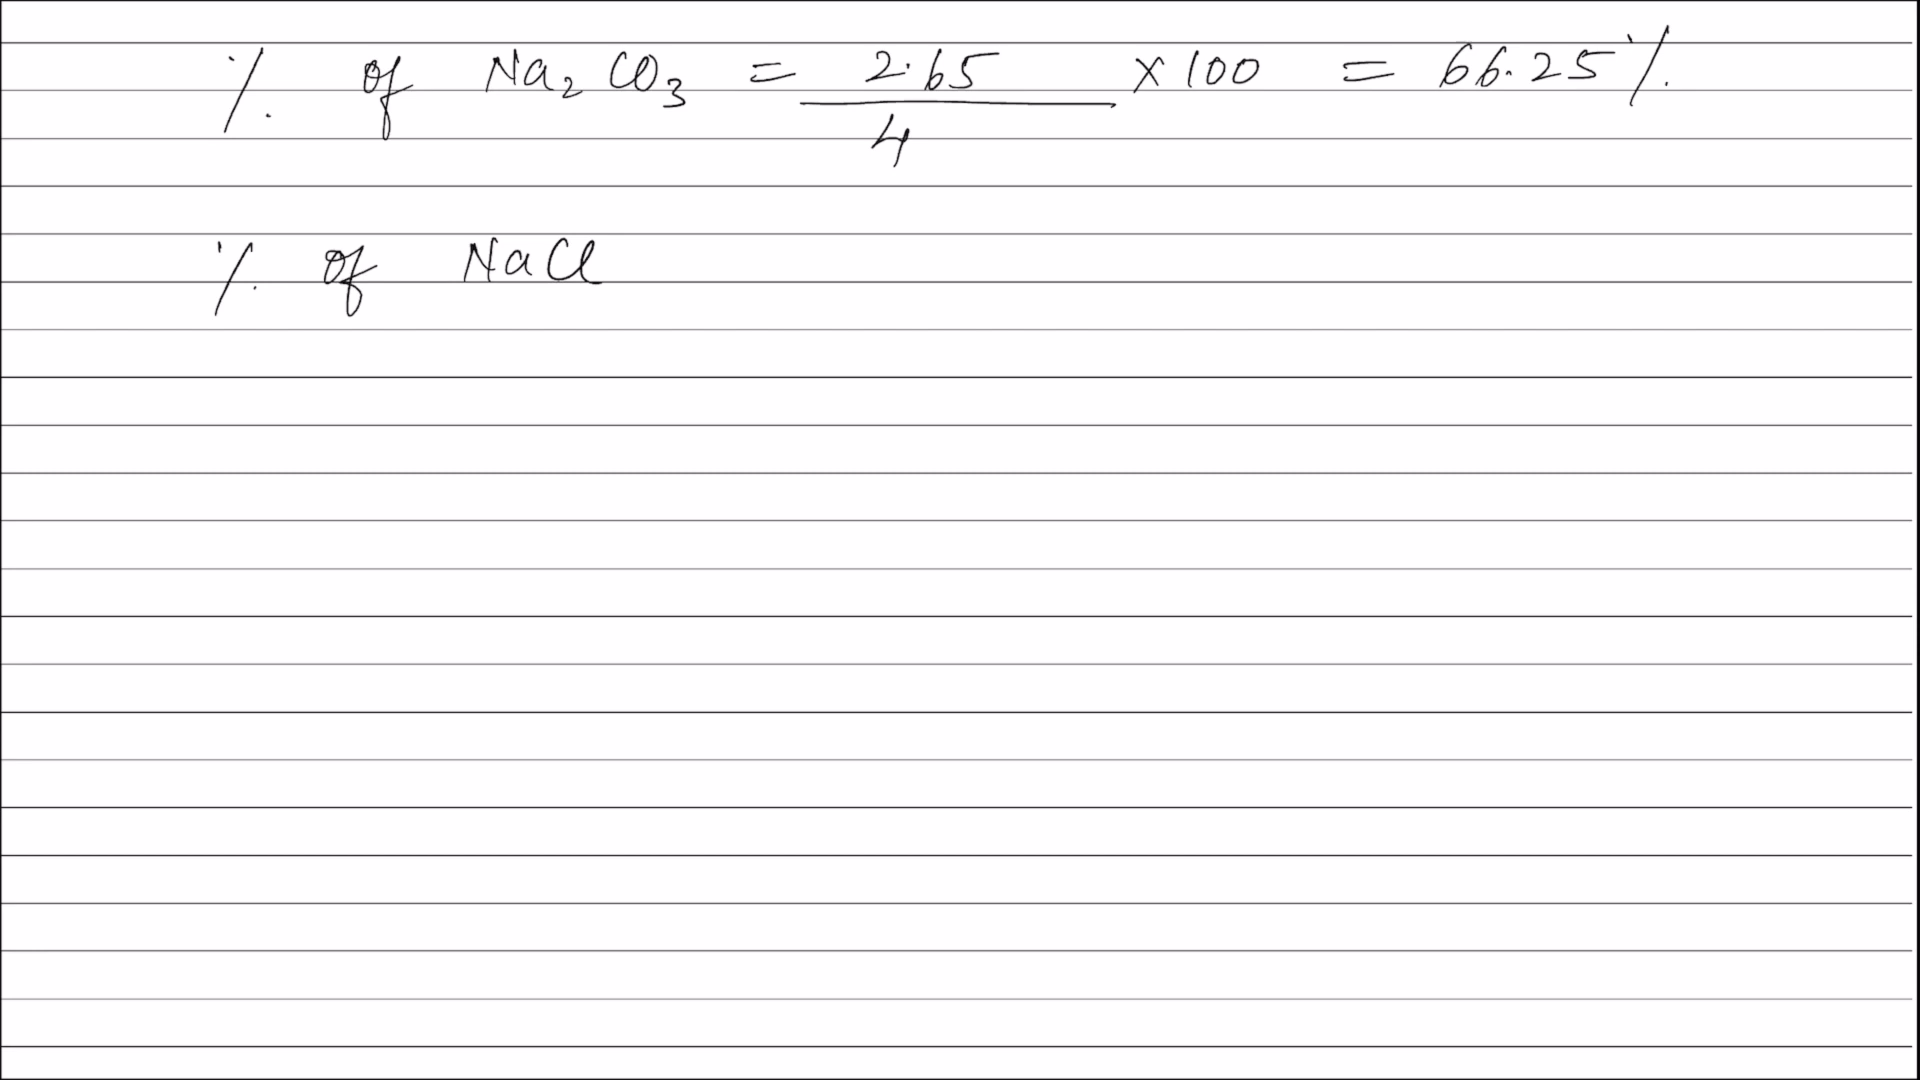 % of Na₂CO₃ = 2.65/4 × 100 = 66.25%
% of NaCl